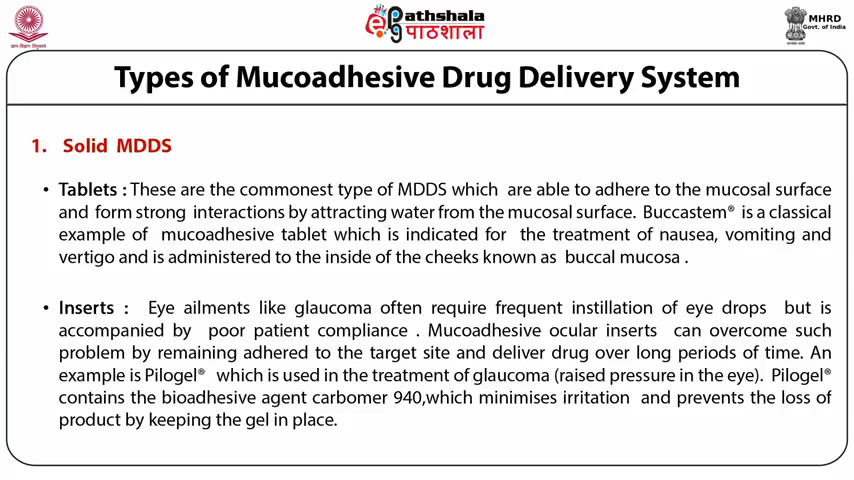 ज्ञान-विज्ञान विमुक्तये
e Pathshala
पाठशाला
MHRD
Govt. of India
सत्यमेव जयते
Types of Mucoadhesive Drug Delivery System
1. Solid MDDS
• Tablets : These are the commonest type of MDDS which are able to adhere to the mucosal surface
and form strong interactions by attracting water from the mucosal surface. Buccastem® is a classical
example of mucoadhesive tablet which is indicated for the treatment of nausea, vomiting and
vertigo and is administered to the inside of the cheeks known as buccal mucosa .
• Inserts : Eye ailments like glaucoma often require frequent instillation of eye drops but is
accompanied by poor patient compliance . Mucoadhesive ocular inserts can overcome such
problem by remaining adhered to the target site and deliver drug over long periods of time. An
example is Pilogel® which is used in the treatment of glaucoma (raised pressure in the eye). Pilogel®
contains the bioadhesive agent carbomer 940,which minimises irritation and prevents the loss of
product by keeping the gel in place.